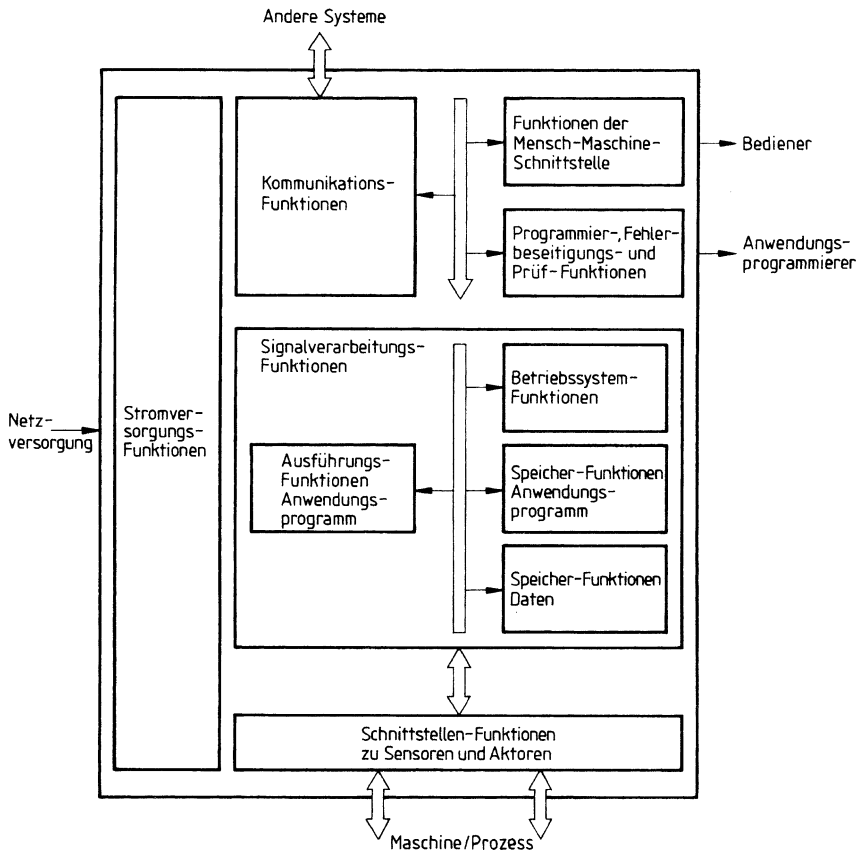 Andere Systeme
Kommunikations-
Funktionen
Funktionen der
Mensch-Maschine-
Schnittstelle
Bediener
Programmier-, Fehler-
beseitigungs- und
Prüf-Funktionen
Anwendungs-
programmierer
Netz-
versorgung
Stromver-
sorgungs-
Funktionen
Signalverarbeitungs-
Funktionen
Betriebssystem-
Funktionen
Ausführungs-
Funktionen
Anwendungs-
programm
Speicher-Funktionen
Anwendungs-
programm
Speicher-Funktionen
Daten
Schnittstellen-Funktionen
zu Sensoren und Aktoren
Maschine/Prozess